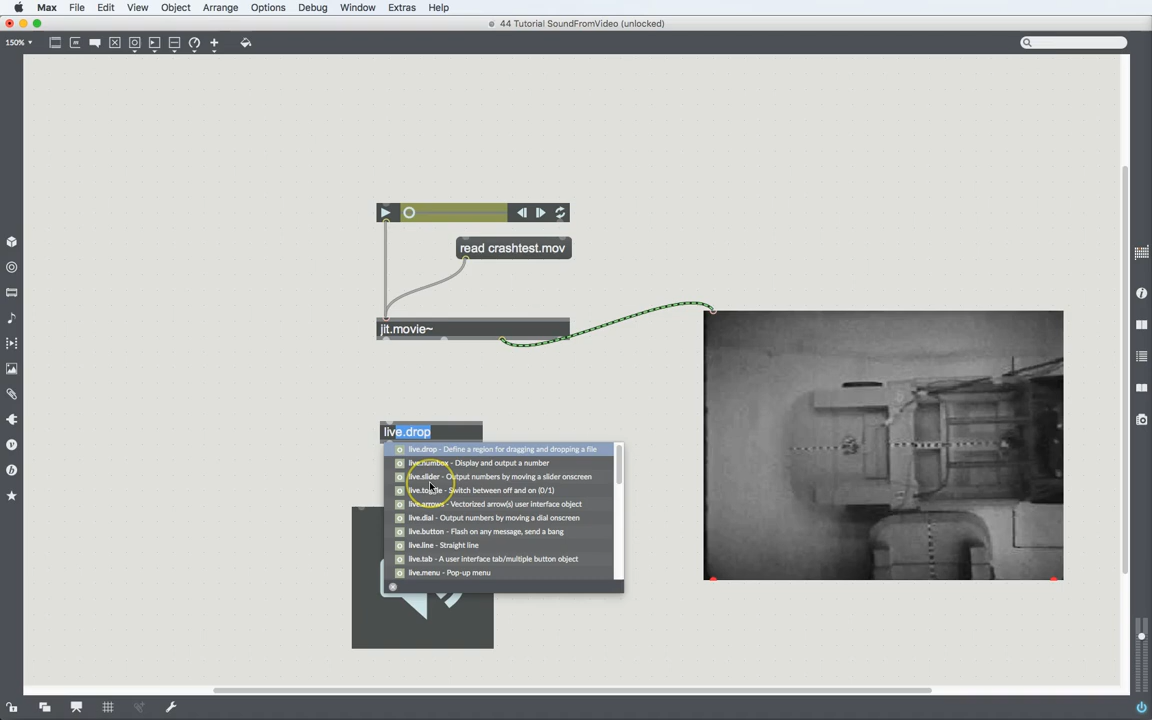 Max File Edit View Object Arrange Options Debug Window Extras Help
44 Tutorial SoundFromVideo (unlocked)
150%
read crashtest.mov
jit.movie~
live.drop
live.drop - Define a region for dragging and dropping a file
live.numbox - Display and output a number
live.slider - Output numbers by moving a slider onscreen
live.toggle - Switch between off and on (0/1)
live.arrows - Vectorized arrow(s) user interface object
live.dial - Output numbers by moving a dial onscreen
live.button - Flash on any message, send a bang
live.line - Straight line
live.tab - A user interface tab/multiple button object
live.menu - Pop-up menu